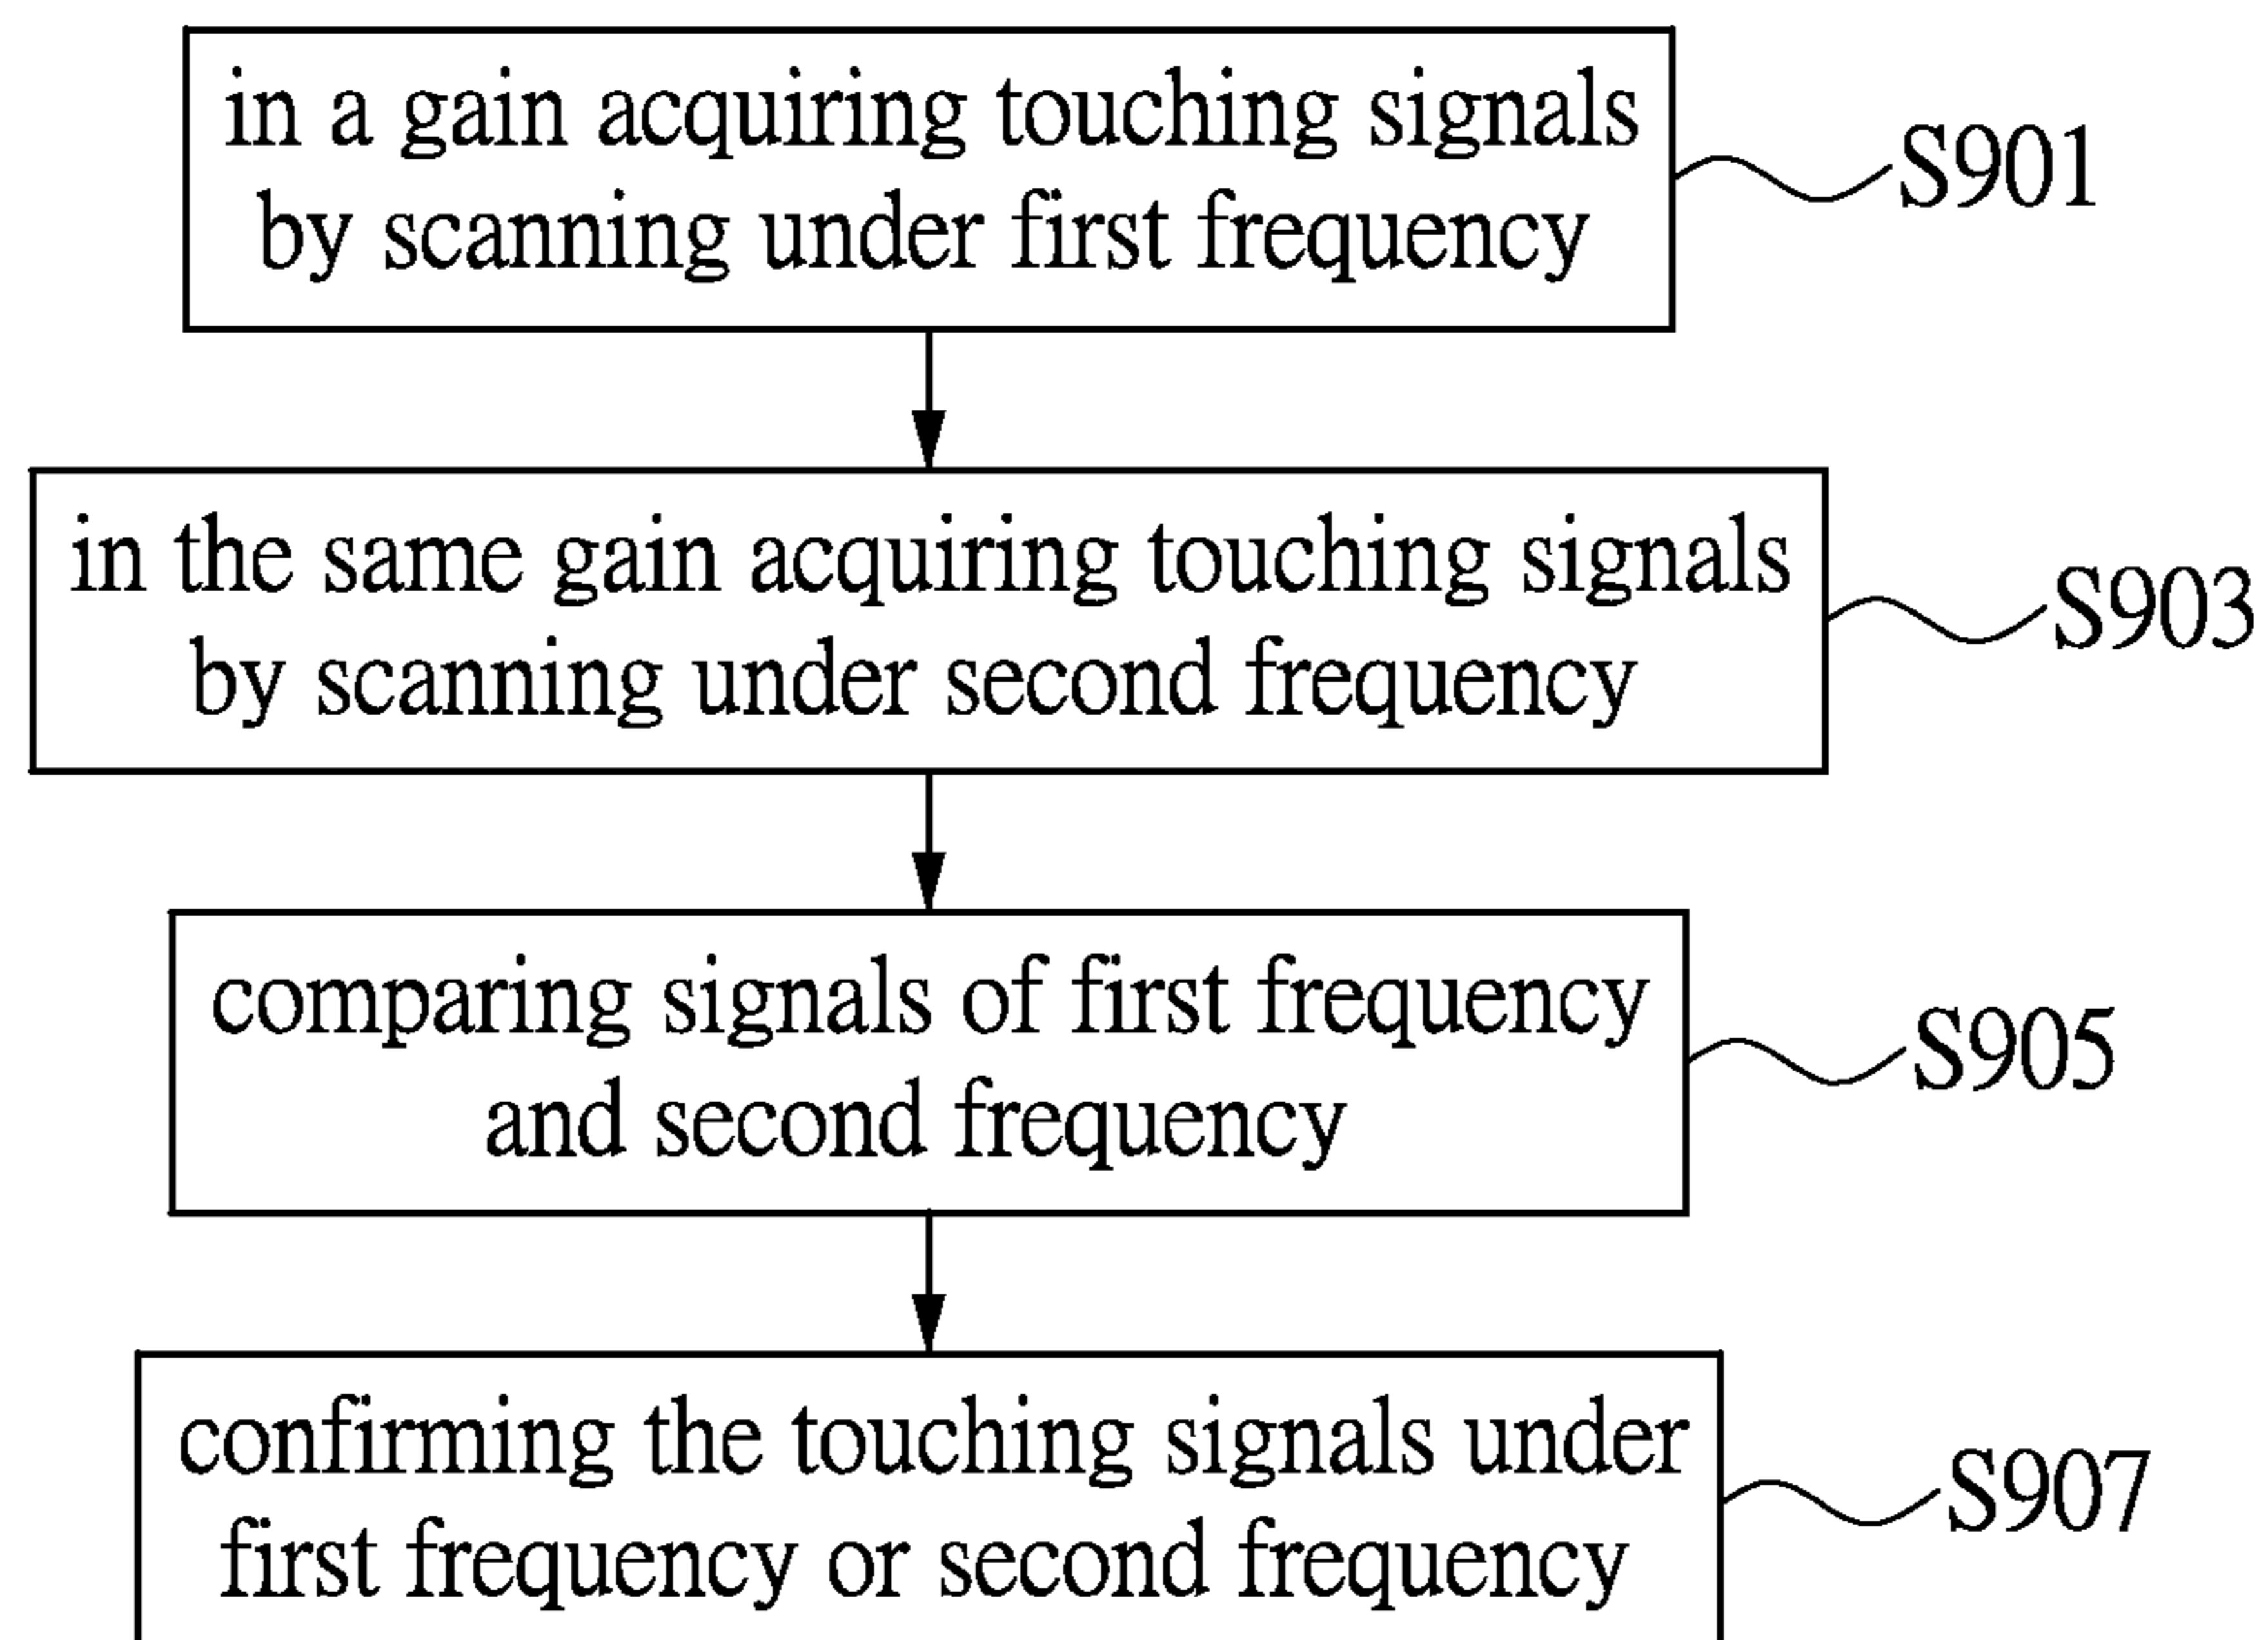 in a gain acquiring touching signals
by scanning under first frequency
S901
in the same gain acquiring touching signals
by scanning under second frequency
S903
comparing signals of first frequency
and second frequency
S905
confirming the touching signals under
first frequency or second frequency
S907